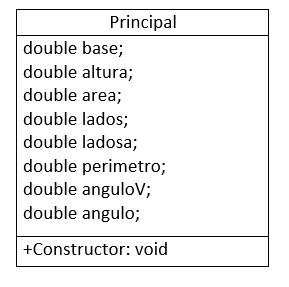 Principal
double base;
double altura;
double area;
double lados;
double ladosa;
double perimetro;
double anguloV;
double angulo;
+Constructor: void